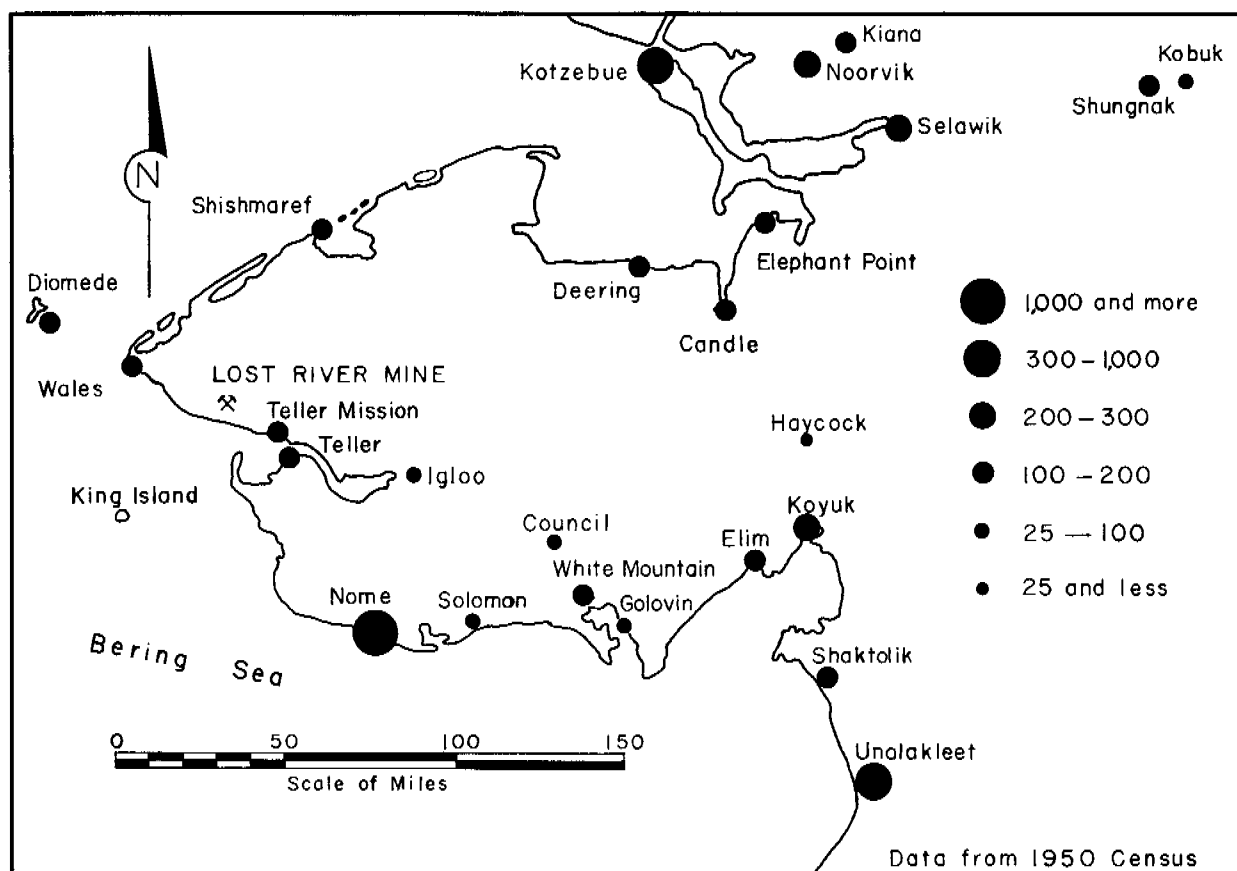 Kiana
Kobuk
Kotzebue
Noorvik
Shungnak
Selawik
N
Shishmaref
Elephant Point
Diomede
Deering
1,000 and more
Candle
300-1,000
Wales
LOST RIVER MINE
Teller Mission
200-300
Haycock
Teller
Igloo
100-200
King Island
Koyuk
Council
Elim
25-100
White Mountain
Nome
Solomon
Golovin
25 and less
Bering Sea
Shaktolik
0 50 100 150
Scale of Miles
Unalakleet
Data from 1950 Census